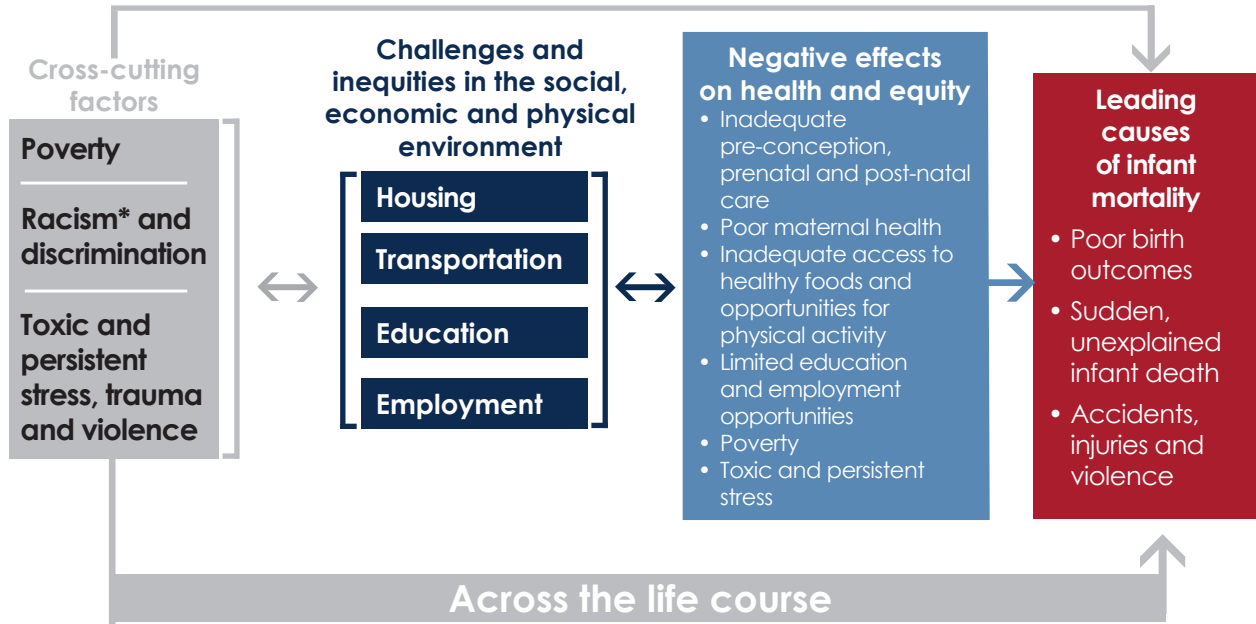 Cross-cutting
factors
Poverty
Racism* and
discrimination
Toxic and
persistent
stress, trauma
and violence
Challenges and
inequities in the social,
economic and physical
environment
Housing
Transportation
Education
Employment
Negative effects
on health and equity
• Inadequate
pre-conception,
prenatal and post-natal
care
• Poor maternal health
• Inadequate access to
healthy foods and
opportunities for
physical activity
• Limited education
and employment
opportunities
• Poverty
• Toxic and persistent
stress
Leading
causes
of infant
mortality
• Poor birth
outcomes
• Sudden,
unexplained
infant death
• Accidents,
injuries and
violence
Across the life course